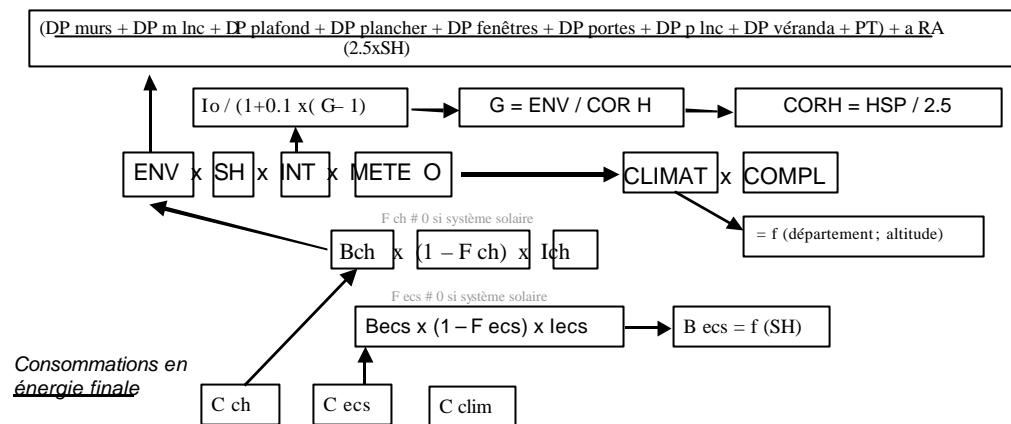 (DP murs + DP m lnc + DP plafond + DP plancher + DP fenêtres + DP portes + DP p lnc + DP véranda + PT) + a RA
(2.5xSH)
Io / (1+0.1 x( G– 1) G = ENV / COR H CORH = HSP / 2.5
ENV x SH x INT x METE O CLIMAT x COMPL
F ch # 0 si système solaire
= f (département; altitude)
Bch x (1 – F ch) x Ich
F ecs # 0 si système solaire
Becs x (1 – F ecs) x Iecs B ecs = f (SH)
Consommations en
énergie finale
C ch C ecs C clim